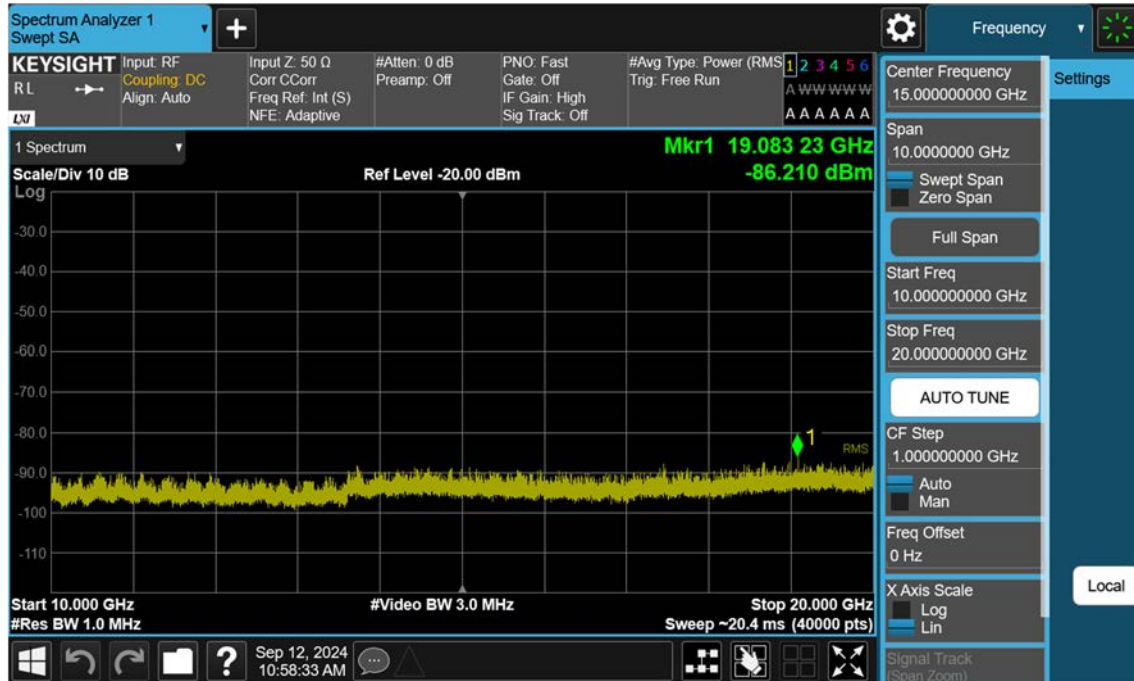 Spectrum Analyzer 1
Swept SA
Frequency
KEYSIGHT
R L
LXI
Input: RF
Coupling: DC
Align: Auto
Input Z: 50 Ω
Corr CCorr
Freq Ref: Int (S)
NFE: Adaptive
#Atten: 0 dB
Preamp: Off
PNO: Fast
Gate: Off
IF Gain: High
Sig Track: Off
#Avg Type: Power (RMS
Trig: Free Run
1 2 3 4 5 6
A W W W W W
A A A A A A
1 Spectrum
Scale/Div 10 dB
Ref Level -20.00 dBm
Mkr1 19.083 23 GHz
-86.210 dBm
Log
-30.0
-40.0
-50.0
-60.0
-70.0
-80.0
-90.0
-100
-110
1
RMS
Start 10.000 GHz
#Video BW 3.0 MHz
Stop 20.000 GHz
#Res BW 1.0 MHz
Sweep ~20.4 ms (40000 pts)
?
Sep 12, 2024
10:58:33 AM
Center Frequency
15.000000000 GHz
Settings
Span
10.0000000 GHz
Swept Span
Zero Span
Full Span
Start Freq
10.000000000 GHz
Stop Freq
20.000000000 GHz
AUTO TUNE
CF Step
1.000000000 GHz
Auto
Man
Freq Offset
0 Hz
X Axis Scale
Log
Lin
Local
Signal Track
(Span Zoom)